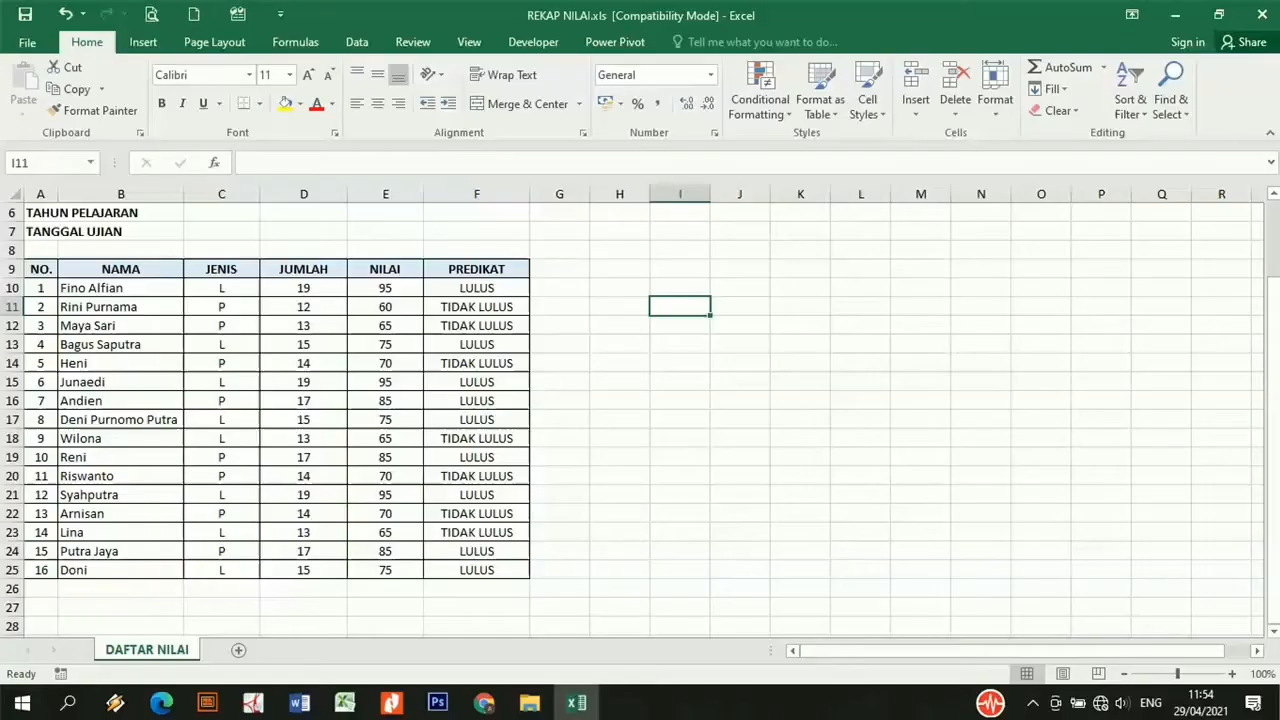 REKAP NILAI.xls [Compatibility Mode] - Excel
File Home Insert Page Layout Formulas Data Review View Developer Power Pivot Tell me what you want to do... Sign in Share
Paste
Cut
Copy
Format Painter
Clipboard
Calibri 11
B I U
Font
Wrap Text
Merge & Center
Alignment
General
%
Number
Conditional Formatting
Format as Table
Cell Styles
Styles
Insert Delete Format
Cells
AutoSum
Fill
Clear
Sort & Filter
Find & Select
Editing
I11 fx
A B C D E F G H I J K L M N O P Q R
6 TAHUN PELAJARAN
7 TANGGAL UJIAN
8
9 NO. NAMA JENIS JUMLAH NILAI PREDIKAT
10 1 Fino Alfian L 19 95 LULUS
11 2 Rini Purnama P 12 60 TIDAK LULUS
12 3 Maya Sari P 13 65 TIDAK LULUS
13 4 Bagus Saputra L 15 75 LULUS
14 5 Heni P 14 70 TIDAK LULUS
15 6 Junaedi L 19 95 LULUS
16 7 Andien P 17 85 LULUS
17 8 Deni Purnomo Putra L 15 75 LULUS
18 9 Wilona L 13 65 TIDAK LULUS
19 10 Reni P 17 85 LULUS
20 11 Riswanto P 14 70 TIDAK LULUS
21 12 Syahputra L 19 95 LULUS
22 13 Arnisan P 14 70 TIDAK LULUS
23 14 Lina L 13 65 TIDAK LULUS
24 15 Putra Jaya P 17 85 LULUS
25 16 Doni L 15 75 LULUS
26
27
28
DAFTAR NILAI
Ready 100%
ENG 11:54
29/04/2021